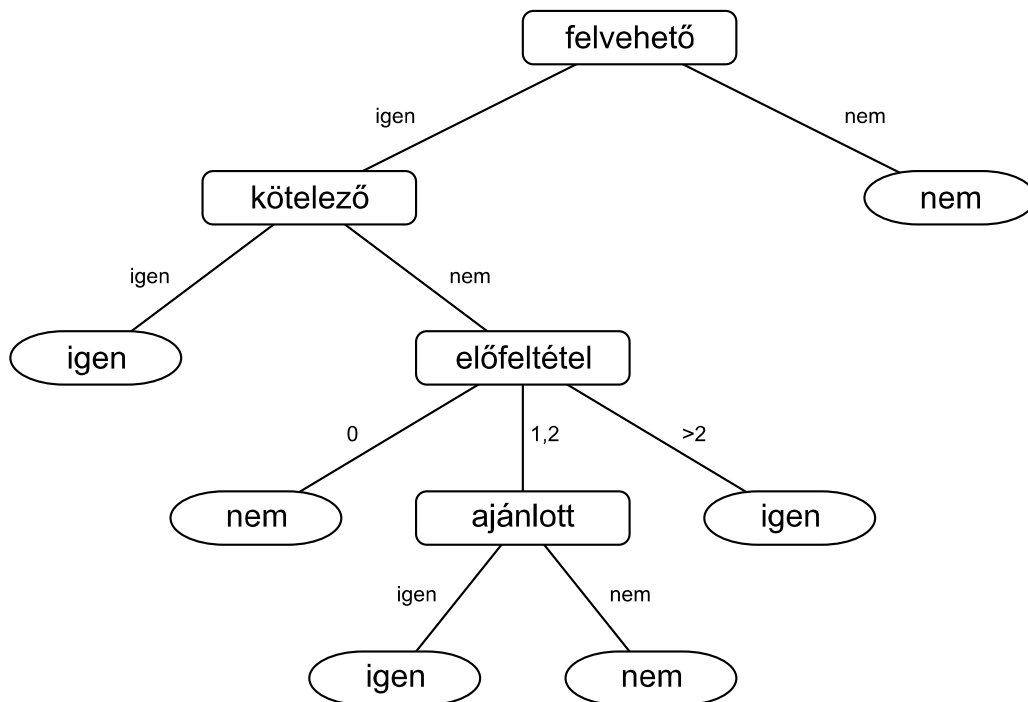 felvehető
igen
nem
kötelező
nem
igen
nem
igen
előfeltétel
0
1,2
>2
nem
ajánlott
igen
igen
nem
igen
nem